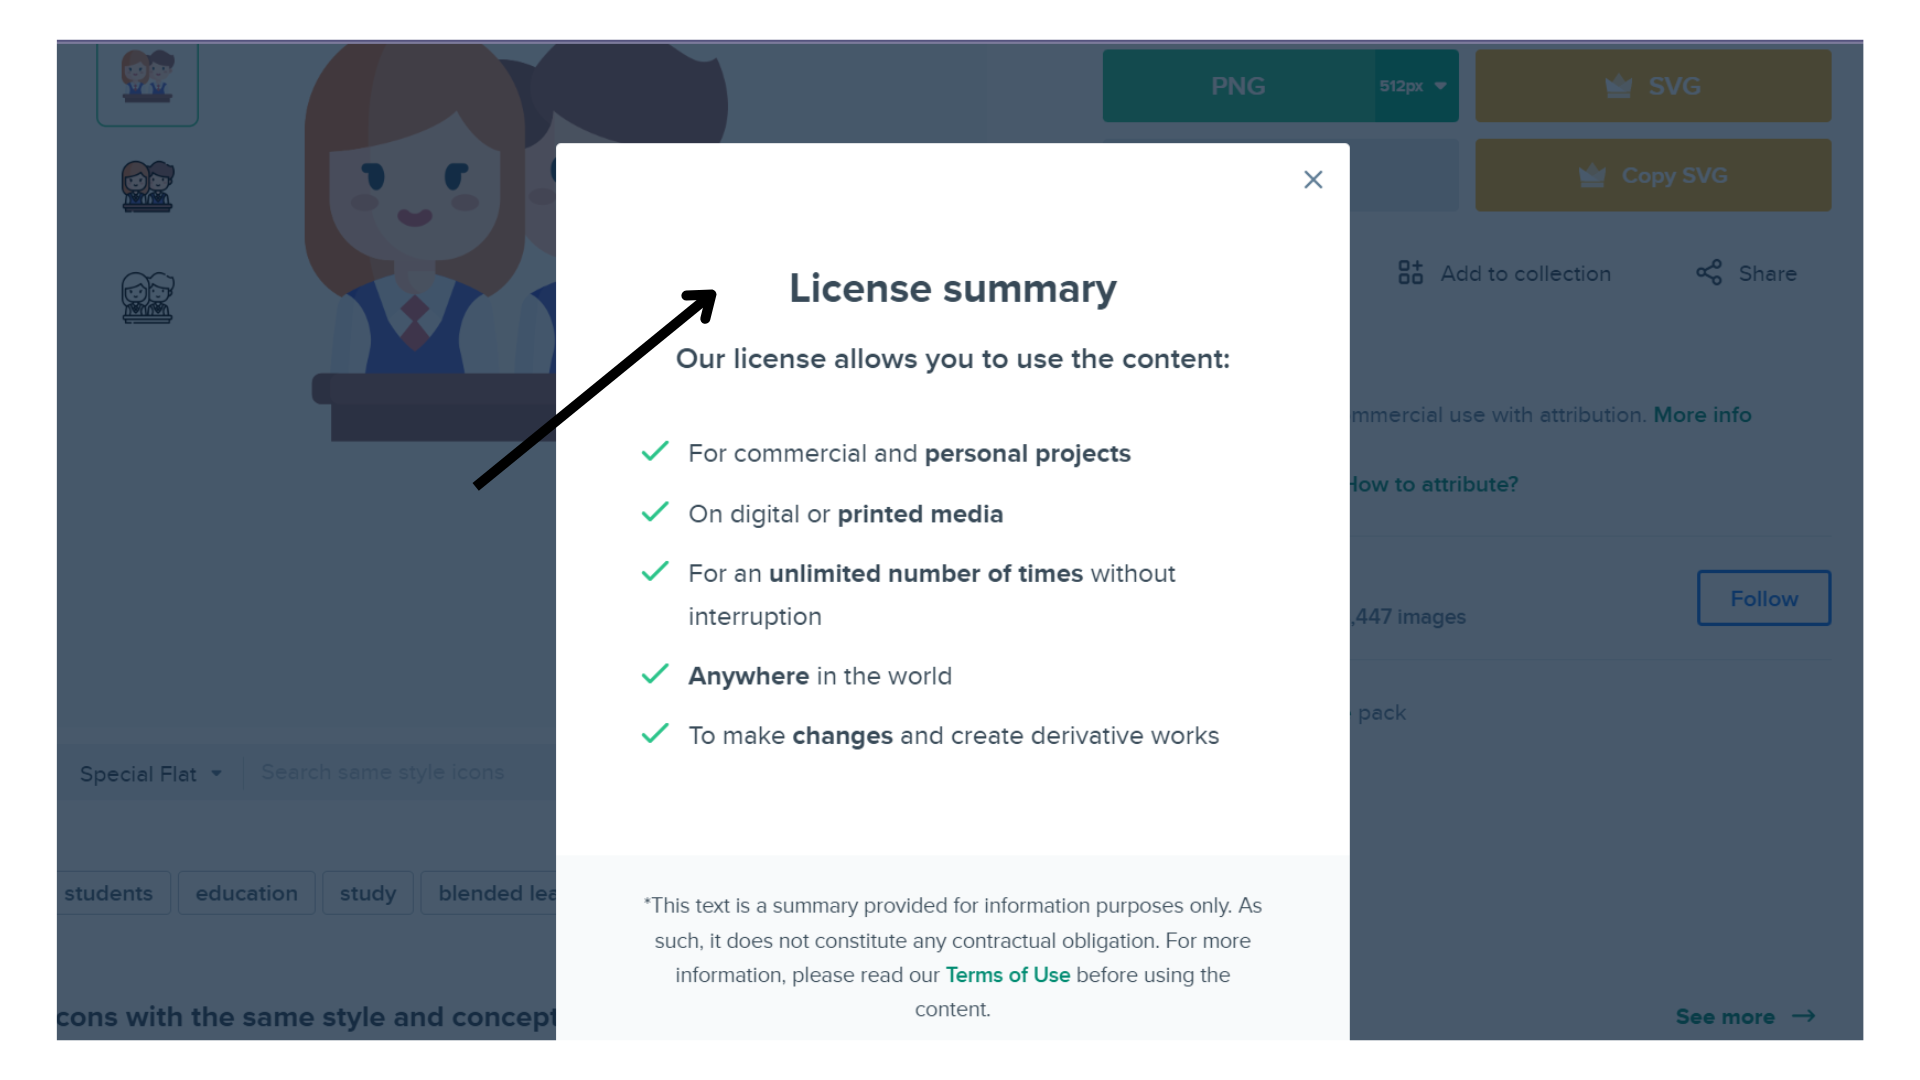 PNG
512px
SVG
Copy SVG
License summary
Add to collection
Share
Our license allows you to use the content:
mmercial use with attribution. More info
For commercial and personal projects
How to attribute?
On digital or printed media
For an unlimited number of times without
interruption
Follow
,447 images
Anywhere in the world
pack
To make changes and create derivative works
Special Flat
Search same style icons
students
education
study
blended lea
*This text is a summary provided for information purposes only. As
such, it does not constitute any contractual obligation. For more
information, please read our Terms of Use before using the
content.
cons with the same style and concept
See more